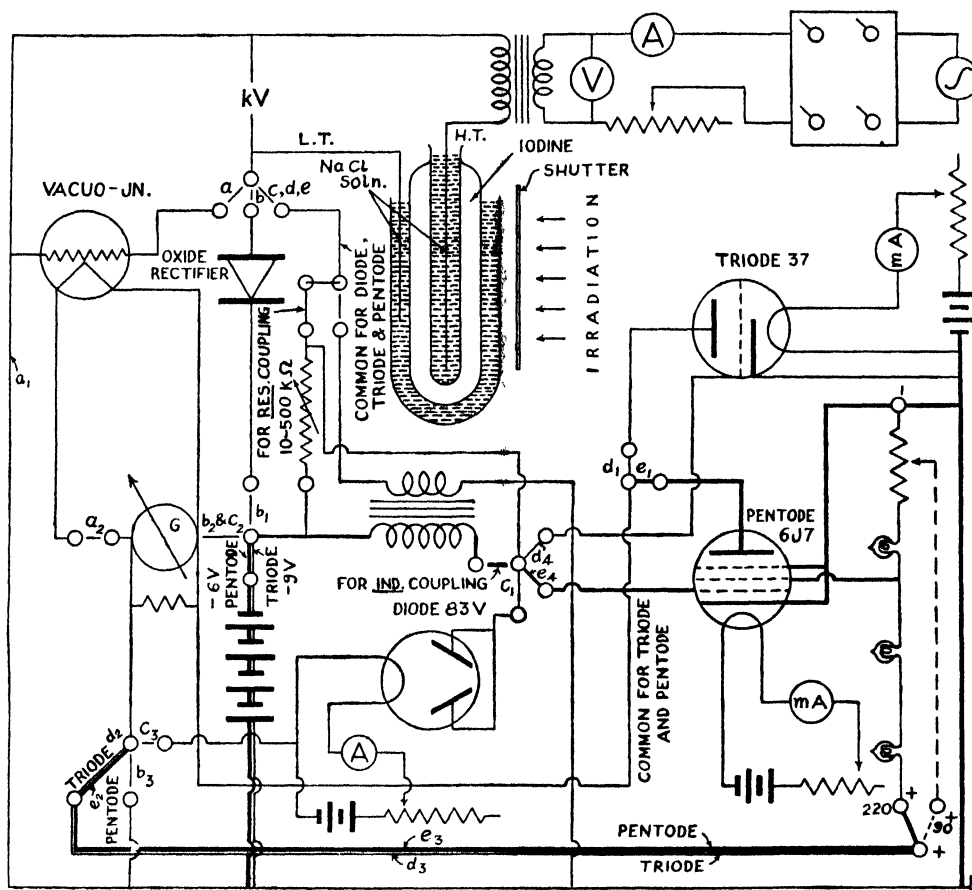 A
V
kV
L.T.
H.T.
IODINE
NaCl
Soln.
SHUTTER
VACUO-JN.
a
b
c,d,e
OXIDE
RECTIFIER
COMMON FOR DIODE,
TRIODE & PENTODE
IRRADIATION
TRIODE 37
mA
a₁
FOR RES. COUPLING
10~500 kΩ
d₁
e₁
PENTODE
6J7
a₂
G
b₂&C₂
b₁
-6V
PENTODE
TRIODE
-9V
FOR IND. COUPLING
C₁
d₄
e₄
DIODE 83V
COMMON FOR TRIODE
AND PENTODE
mA
A
TRIODE
d₂
C₃
e₂
PENTODE
b₃
220
+
90
+
+
e₃
d₃
PENTODE
TRIODE